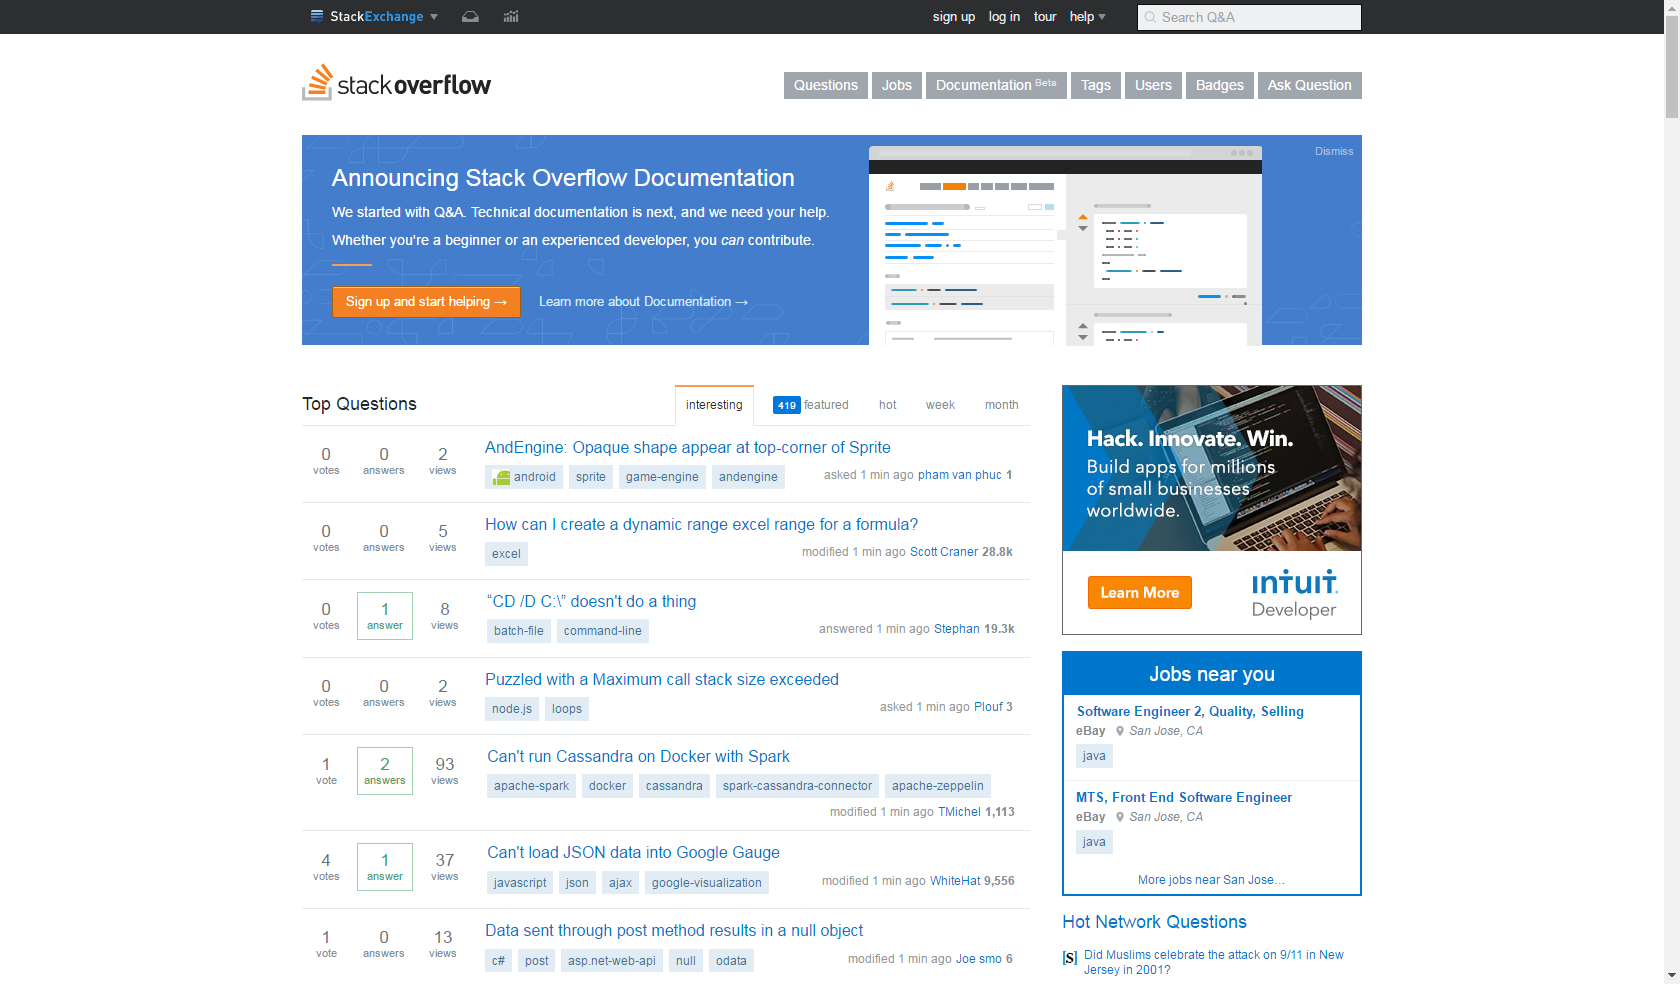 StackExchange
sign up log in tour help
Search Q&A
stackoverflow
Questions Jobs Documentation Beta Tags Users Badges Ask Question
Announcing Stack Overflow Documentation
Dismiss
We started with Q&A. Technical documentation is next, and we need your help.
Whether you're a beginner or an experienced developer, you can contribute.
Sign up and start helping → Learn more about Documentation →
Top Questions
interesting 419 featured hot week month
0 votes 0 answers 2 views
AndEngine: Opaque shape appear at top-corner of Sprite
android sprite game-engine andengine
asked 1 min ago pham van phuc 1
0 votes 0 answers 5 views
How can I create a dynamic range excel range for a formula?
excel
modified 1 min ago Scott Craner 28.8k
0 votes 1 answer 8 views
“CD /D C:\” doesn't do a thing
batch-file command-line
answered 1 min ago Stephan 19.3k
0 votes 0 answers 2 views
Puzzled with a Maximum call stack size exceeded
node.js loops
asked 1 min ago Plouf 3
1 vote 2 answers 93 views
Can't run Cassandra on Docker with Spark
apache-spark docker cassandra spark-cassandra-connector apache-zeppelin
modified 1 min ago TMichel 1,113
4 votes 1 answer 37 views
Can't load JSON data into Google Gauge
javascript json ajax google-visualization
modified 1 min ago WhiteHat 9,556
1 vote 0 answers 13 views
Data sent through post method results in a null object
c# post asp.net-web-api null odata
modified 1 min ago Joe smo 6
Hack. Innovate. Win.
Build apps for millions
of small businesses
worldwide.
Learn More
intuit
Developer
Jobs near you
Software Engineer 2, Quality, Selling
eBay San Jose, CA
java
MTS, Front End Software Engineer
eBay San Jose, CA
java
More jobs near San Jose…
Hot Network Questions
[S] Did Muslims celebrate the attack on 9/11 in New
Jersey in 2001?